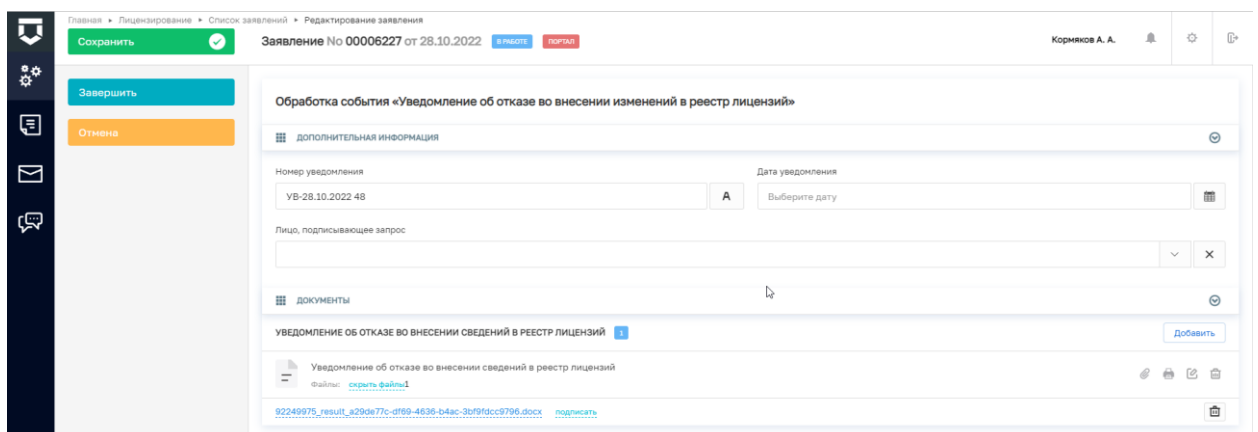 Главная ▸ Лицензирование ▸ Список заявлений ▸ Редактирование заявления
Сохранить
Заявление No 00006227 от 28.10.2022 В РАБОТЕ ПОРТАЛ
Кормяков А. А.
Завершить
Отмена
Обработка события «Уведомление об отказе во внесении изменений в реестр лицензий»
ДОПОЛНИТЕЛЬНАЯ ИНФОРМАЦИЯ
Номер уведомления
Дата уведомления
УВ-28.10.2022 48
A
Выберите дату
Лицо, подписывающее запрос
ДОКУМЕНТЫ
УВЕДОМЛЕНИЕ ОБ ОТКАЗЕ ВО ВНЕСЕНИИ СВЕДЕНИЙ В РЕЕСТР ЛИЦЕНЗИЙ 1
Добавить
Уведомление об отказе во внесении сведений в реестр лицензий
Файлы: скрыть файлы1
92249975_result_a29de77c-df69-4636-b4ac-3bf9fdcc9796.docx подписать